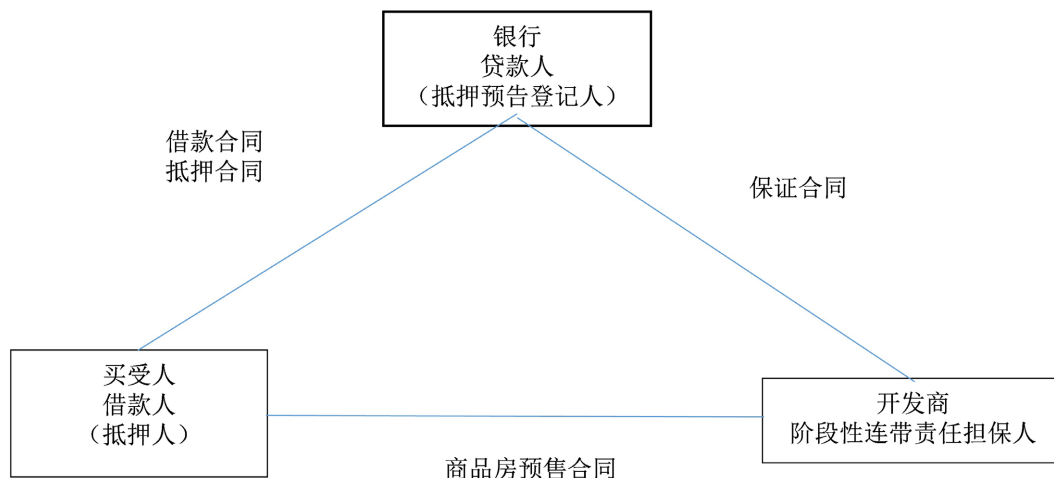 银行
贷款人
（抵押预告登记人）
借款合同
抵押合同
保证合同
买受人
借款人
（抵押人）
开发商
阶段性连带责任担保人
商品房预售合同